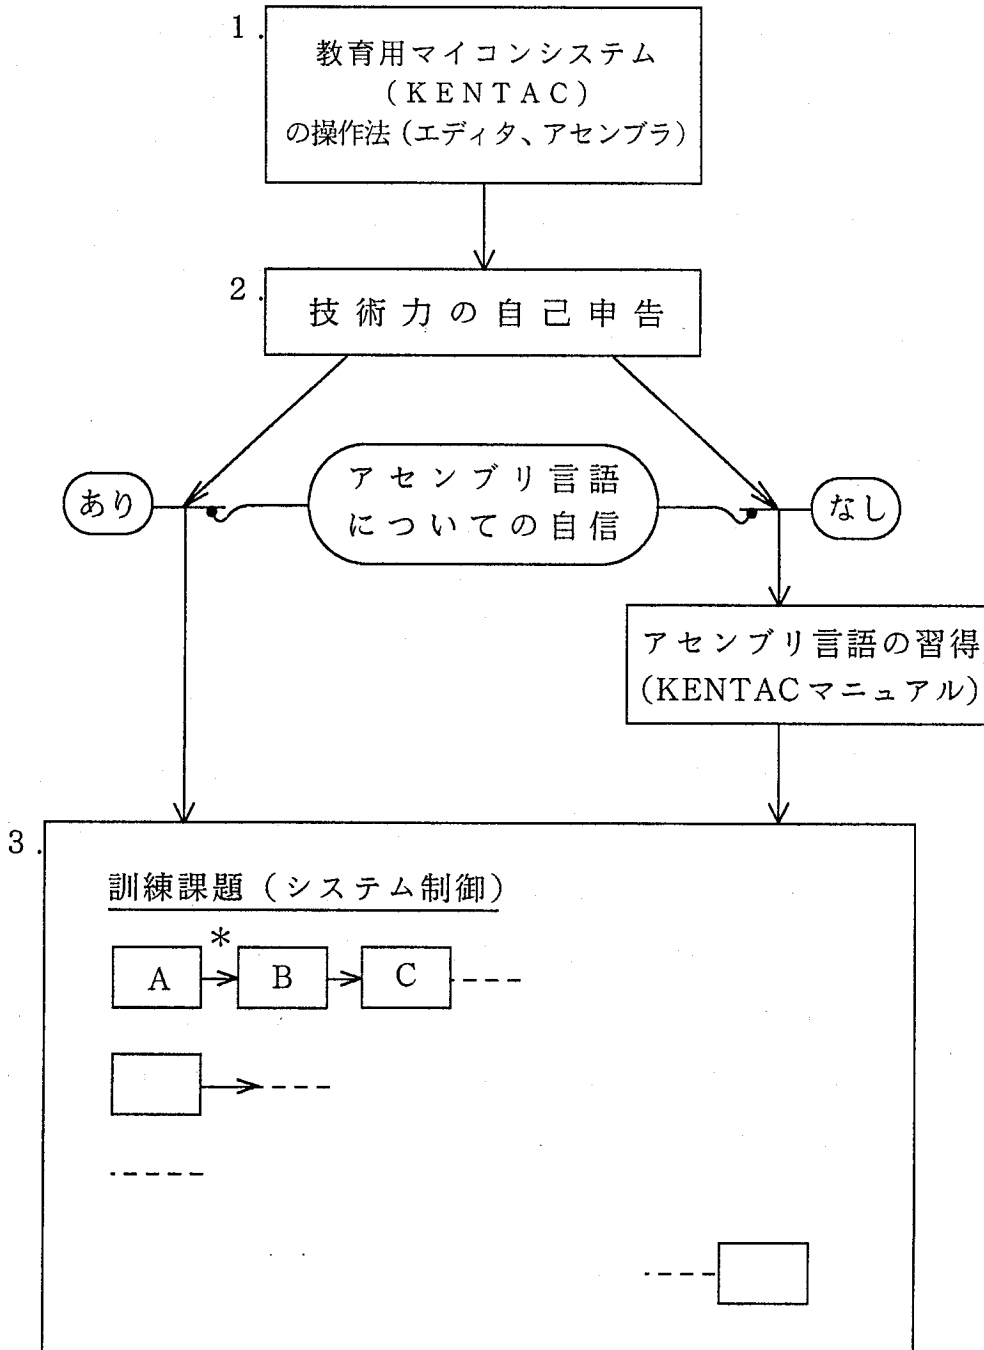 1.
教育用マイコンシステム
(KENTAC)
の操作法(エディタ、アセンブラ)
2.
技術力の自己申告
あり
アセンブリ言語
についての自信
なし
アセンブリ言語の習得
(KENTACマニュアル)
3.
訓練課題(システム制御)
*
A
B
C